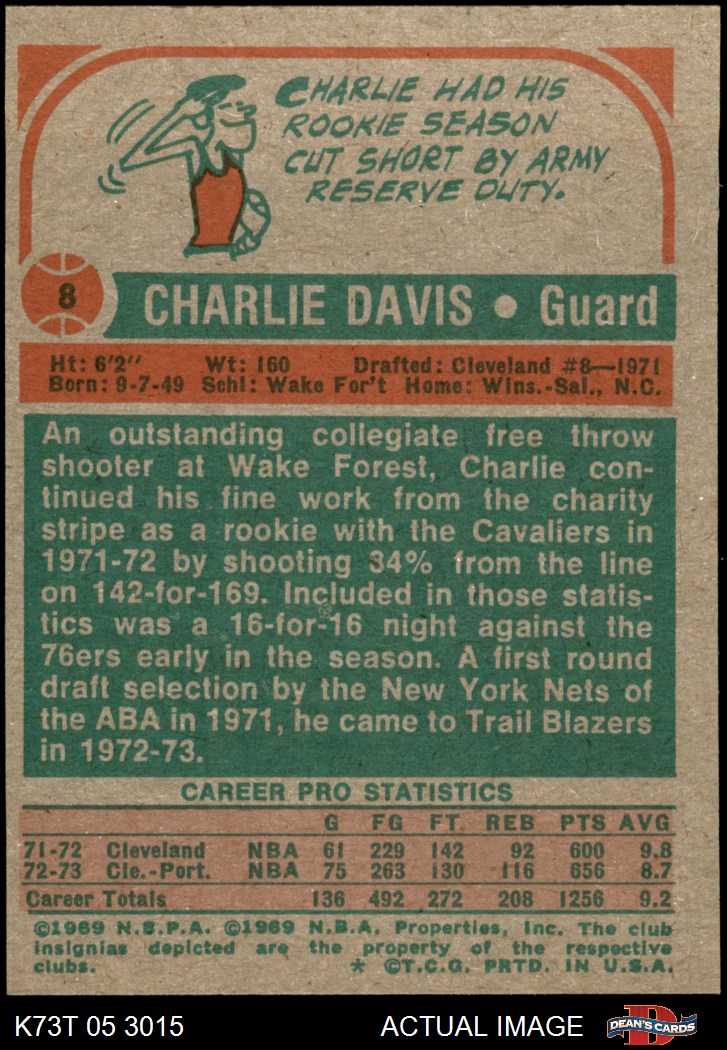 CHARLIE HAD HIS
ROOKIE SEASON
CUT SHORT BY ARMY
RESERVE DUTY.
8
CHARLIE DAVIS • Guard
Ht: 6'2" Wt: 160 Drafted: Cleveland #8—1971
Born: 9-7-49 Schl: Wake For't Home: Wins.-Sal., N.C.
An outstanding collegiate free throw
shooter at Wake Forest, Charlie con-
tinued his fine work from the charity
stripe as a rookie with the Cavaliers in
1971-72 by shooting 84% from the line
on 142-for-169. Included in those statis-
tics was a 16-for-16 night against the
76ers early in the season. A first round
draft selection by the New York Nets of
the ABA in 1971, he came to Trail Blazers
in 1972-73.
CAREER PRO STATISTICS
G FG FT REB PTS AVG
71-72 Cleveland NBA 61 229 142 92 600 9.8
72-73 Cle.-Port. NBA 75 263 130 116 656 8.7
Career Totals 136 492 272 208 1256 9.2
©1969 N.B.P.A. ©1969 N.B.A. Properties, Inc. The club
insignias depicted are the property of the respective
clubs. * ©T.C.G. PRTD. IN U.S.A.
K73T 05 3015 ACTUAL IMAGE D DEAN'S CARDS